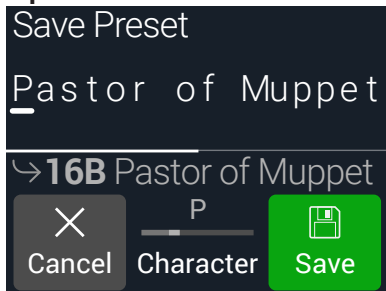 Save Preset
Pastor of Muppet
16B Pastor of Muppet
P
Cancel Character Save